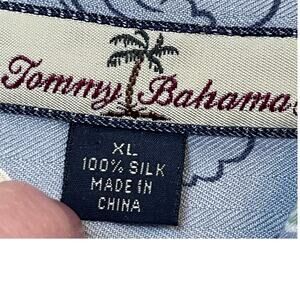 Tommy Bahama
XL
100% SILK
MADE IN
CHINA